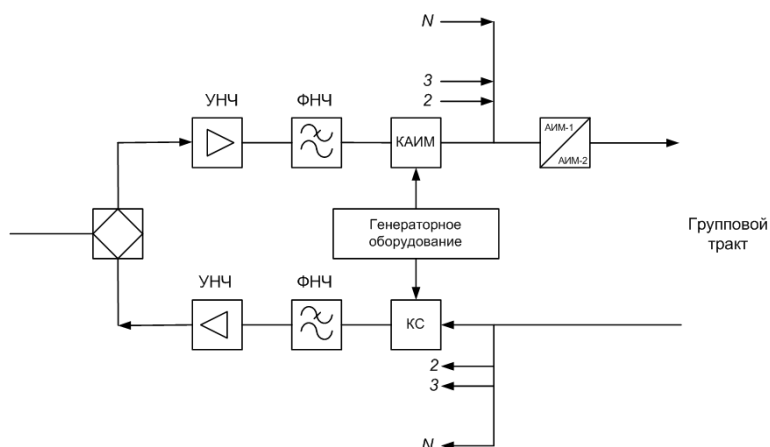 N
УНЧ
ФНЧ
3
2
КАИМ
АИМ-1
АИМ-2
Генераторное
оборудование
Групповой
тракт
УНЧ
ФНЧ
КС
2
3
N